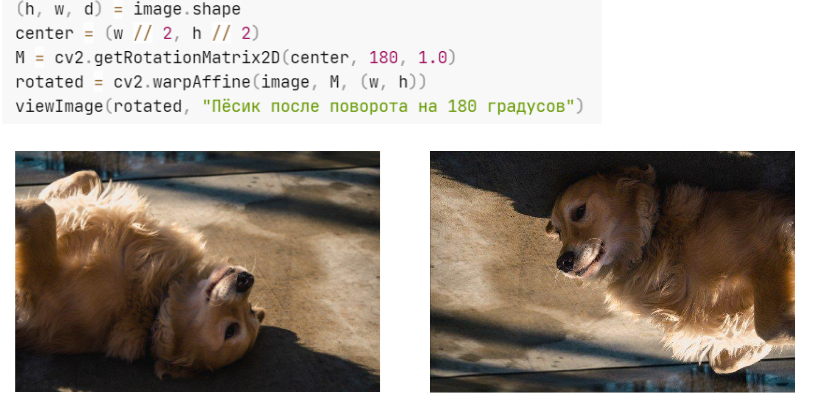 (h, w, d) = image.shape
center = (w // 2, h // 2)
M = cv2.getRotationMatrix2D(center, 180, 1.0)
rotated = cv2.warpAffine(image, M, (w, h))
viewImage(rotated, "Пёсик после поворота на 180 градусов")